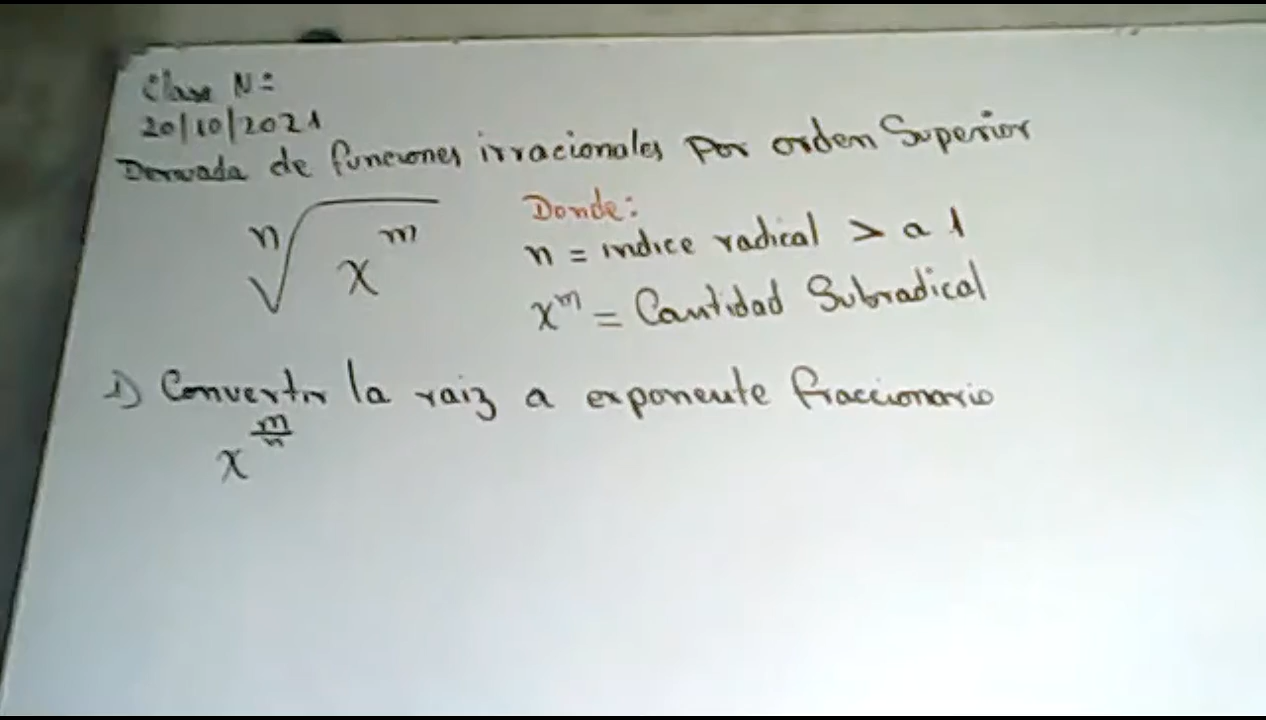 Clase N:
20/10/2021
Derivada de funciones irracionales por orden Superior
n√x^m
Donde:
n = indice radical > a 1
x^m = Cantidad Subradical
1) Convertir la raiz a exponente fraccionario
x^(m/n)